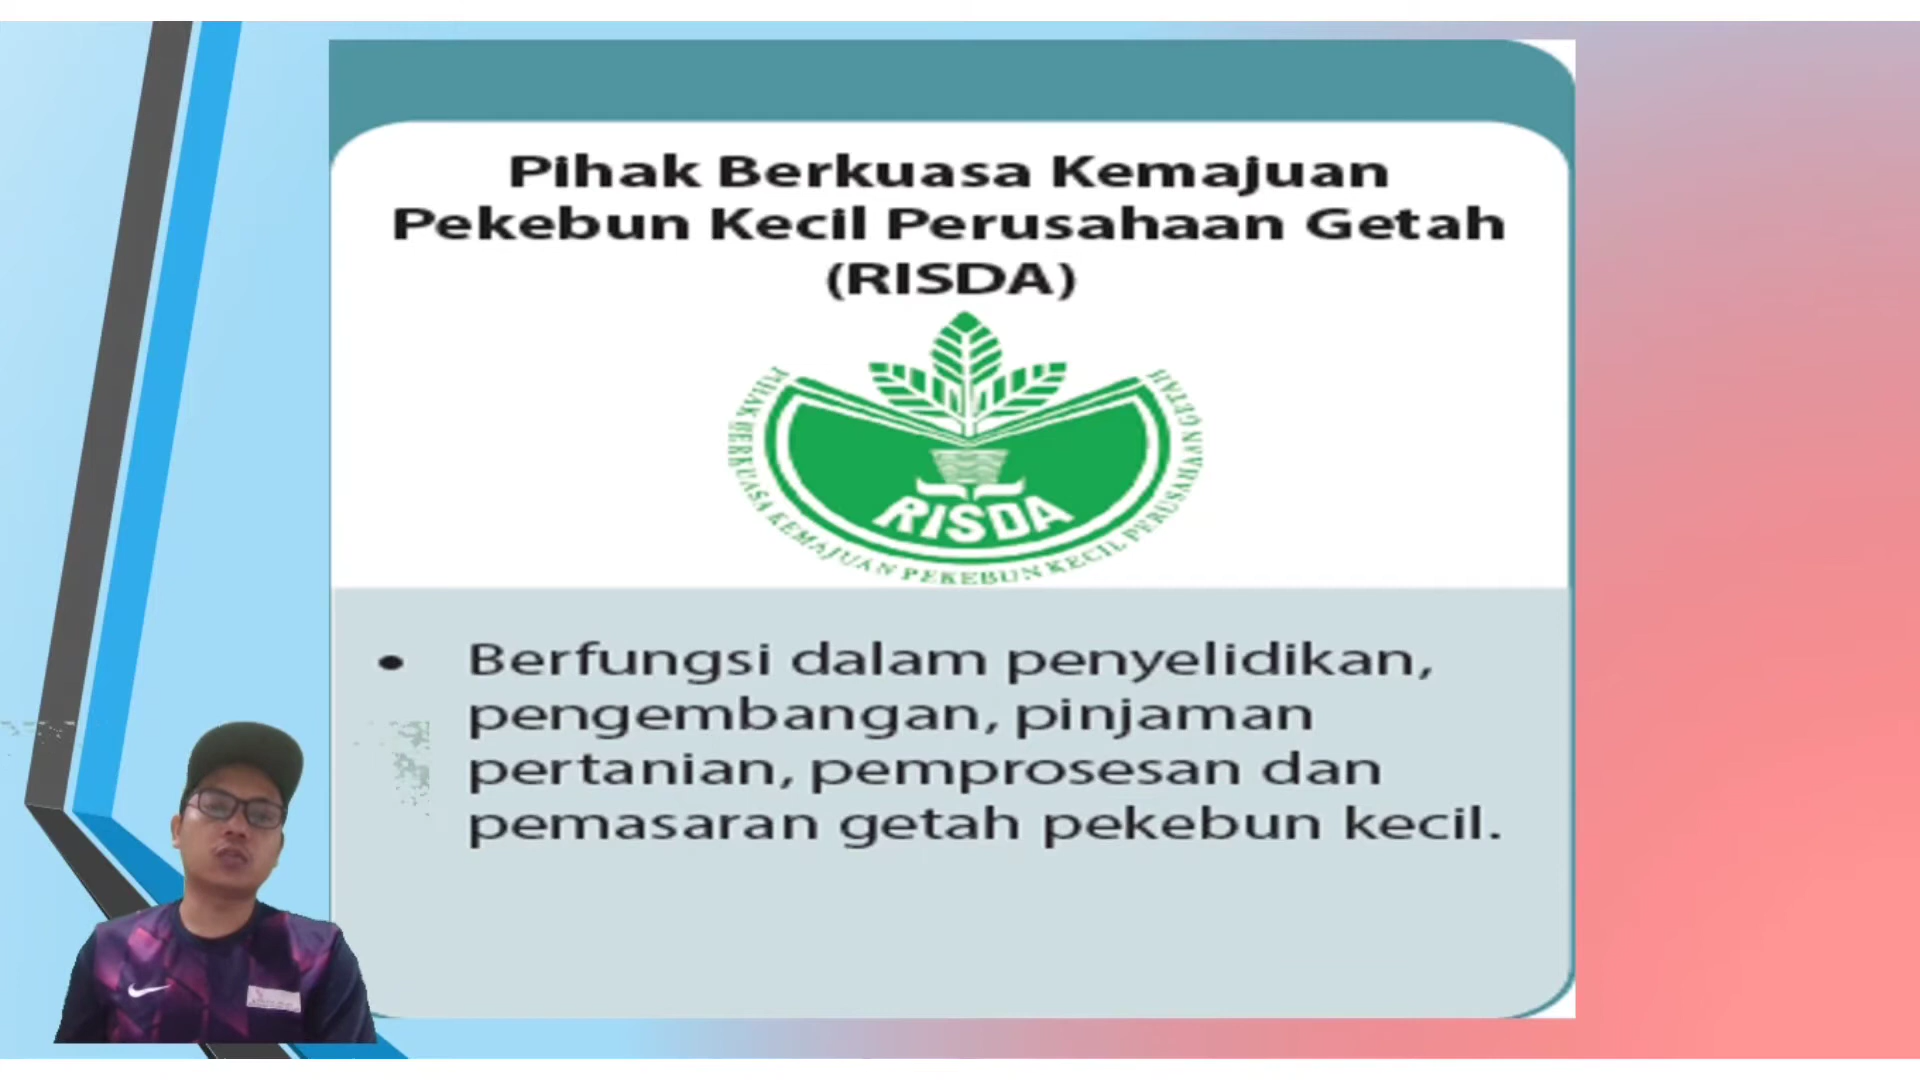 Pihak Berkuasa Kemajuan
Pekebun Kecil Perusahaan Getah
(RISDA)
PIHAK BERKUASA KEMAJUAN PEKEBUN KECIL PERUSAHAAN GETAH
RISDA
• Berfungsi dalam penyelidikan,
pengembangan, pinjaman
pertanian, pemprosesan dan
pemasaran getah pekebun kecil.